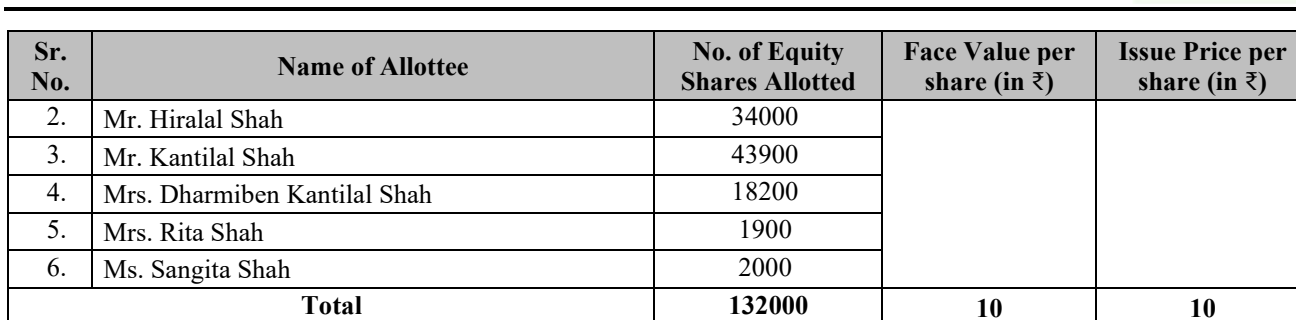 Sr. No. Name of Allottee No. of Equity Shares Allotted Face Value per share (in ₹) Issue Price per share (in ₹)
2. Mr. Hiralal Shah 34000
3. Mr. Kantilal Shah 43900
4. Mrs. Dharmiben Kantilal Shah 18200
5. Mrs. Rita Shah 1900
6. Ms. Sangita Shah 2000
Total 132000 10 10